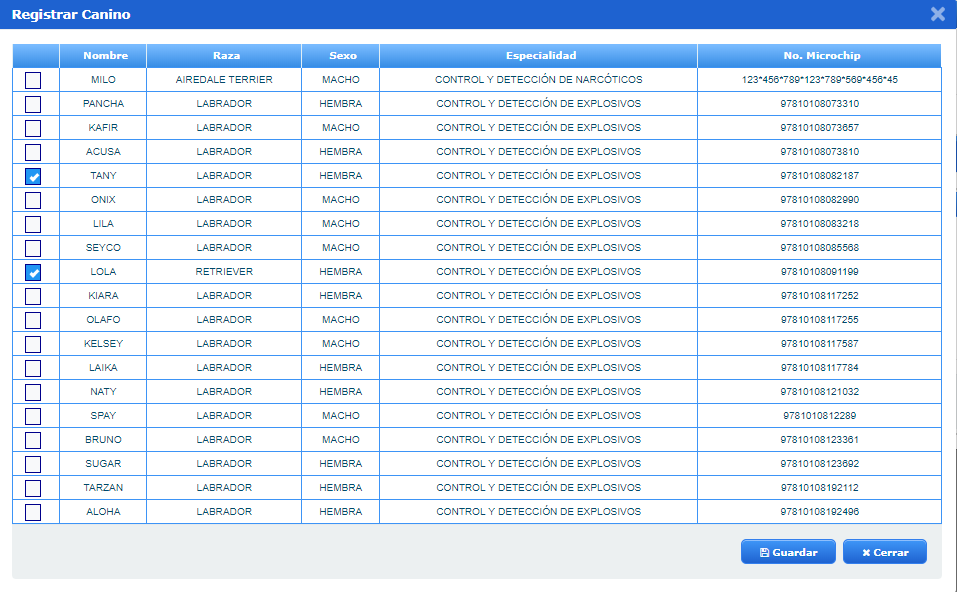 Registrar Canino
Nombre Raza Sexo Especialidad No. Microchip
MILO AIREDALE TERRIER MACHO CONTROL Y DETECCIÓN DE NARCÓTICOS 123*456*789*123*789*569*456*45
PANCHA LABRADOR HEMBRA CONTROL Y DETECCIÓN DE EXPLOSIVOS 97810108073310
KAFIR LABRADOR MACHO CONTROL Y DETECCIÓN DE EXPLOSIVOS 97810108073657
ACUSA LABRADOR HEMBRA CONTROL Y DETECCIÓN DE EXPLOSIVOS 97810108073810
TANY LABRADOR HEMBRA CONTROL Y DETECCIÓN DE EXPLOSIVOS 97810108082187
ONIX LABRADOR MACHO CONTROL Y DETECCIÓN DE EXPLOSIVOS 97810108082990
LILA LABRADOR MACHO CONTROL Y DETECCIÓN DE EXPLOSIVOS 97810108083218
SEYCO LABRADOR MACHO CONTROL Y DETECCIÓN DE EXPLOSIVOS 97810108085568
LOLA RETRIEVER HEMBRA CONTROL Y DETECCIÓN DE EXPLOSIVOS 97810108091199
KIARA LABRADOR HEMBRA CONTROL Y DETECCIÓN DE EXPLOSIVOS 97810108117252
OLAFO LABRADOR MACHO CONTROL Y DETECCIÓN DE EXPLOSIVOS 97810108117255
KELSEY LABRADOR MACHO CONTROL Y DETECCIÓN DE EXPLOSIVOS 97810108117587
LAIKA LABRADOR HEMBRA CONTROL Y DETECCIÓN DE EXPLOSIVOS 97810108117784
NATY LABRADOR HEMBRA CONTROL Y DETECCIÓN DE EXPLOSIVOS 97810108121032
SPAY LABRADOR MACHO CONTROL Y DETECCIÓN DE EXPLOSIVOS 9781010812289
BRUNO LABRADOR MACHO CONTROL Y DETECCIÓN DE EXPLOSIVOS 97810108123361
SUGAR LABRADOR HEMBRA CONTROL Y DETECCIÓN DE EXPLOSIVOS 97810108123692
TARZAN LABRADOR HEMBRA CONTROL Y DETECCIÓN DE EXPLOSIVOS 97810108192112
ALOHA LABRADOR HEMBRA CONTROL Y DETECCIÓN DE EXPLOSIVOS 97810108192496
Guardar Cerrar